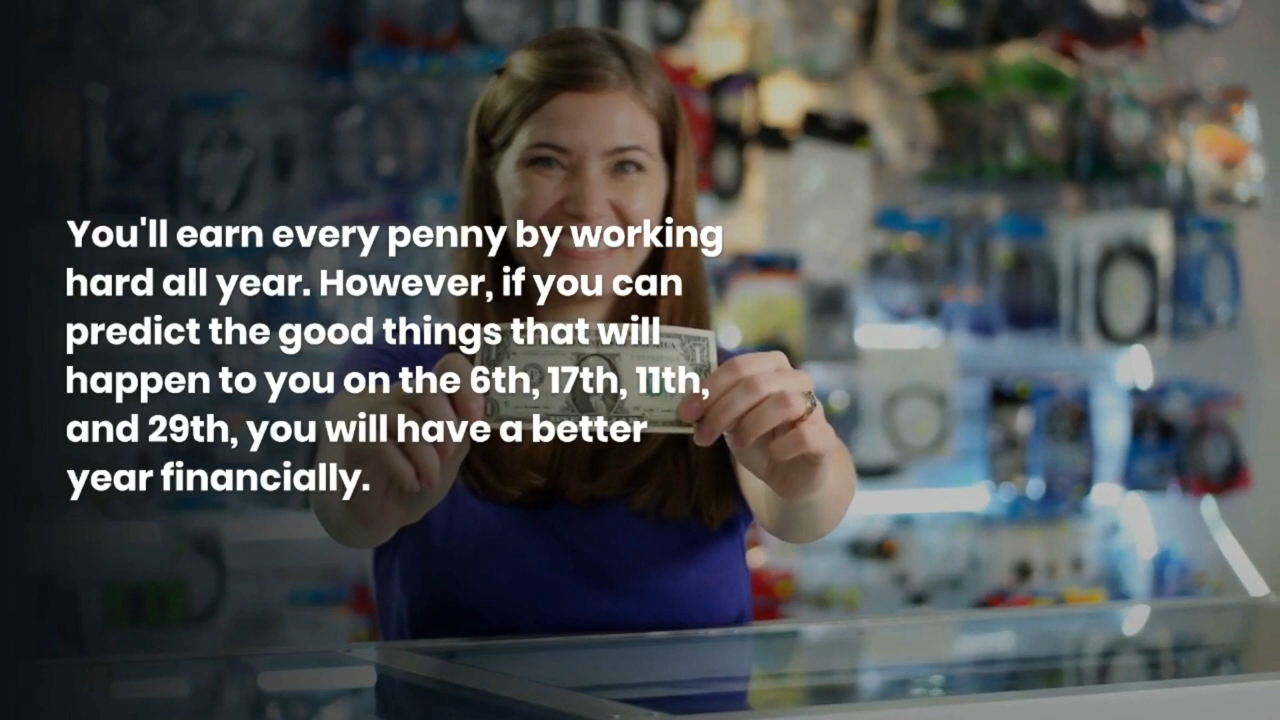 You'll earn every penny by working
hard all year. However, if you can
predict the good things that will
happen to you on the 6th, 17th, 11th,
and 29th, you will have a better
year financially.